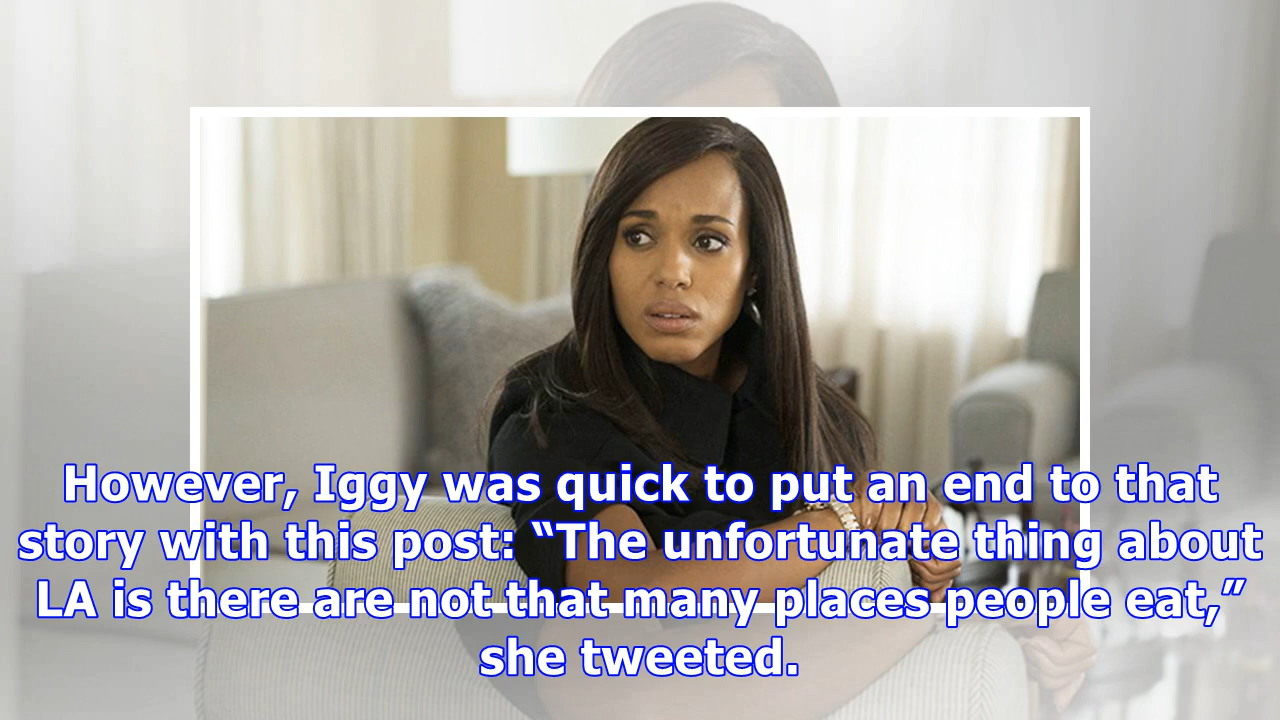 However, Iggy was quick to put an end to that
story with this post: “The unfortunate thing about
LA is there are not that many places people eat,”
she tweeted.